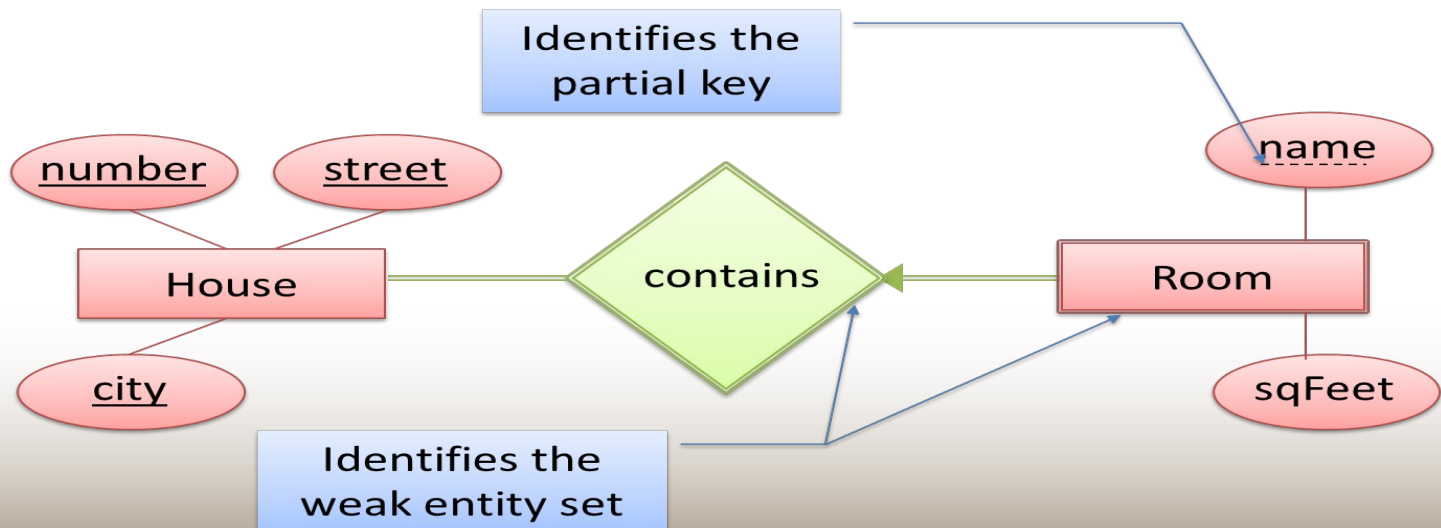 Identifies the
partial key
number
street
name
House
contains
Room
city
sqFeet
Identifies the
weak entity set